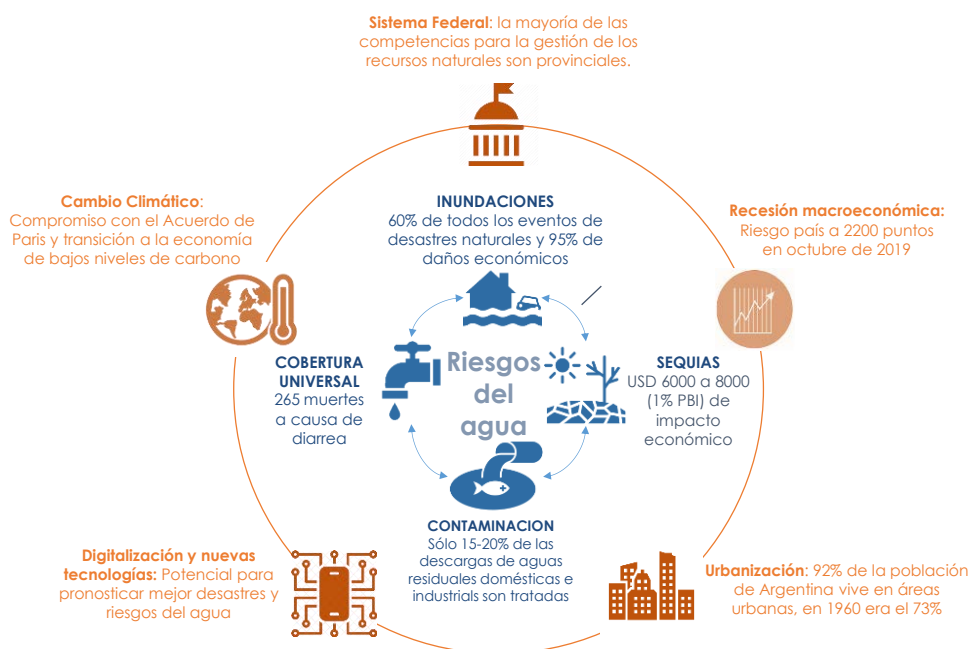 Sistema Federal: la mayoría de las
competencias para la gestión de los
recursos naturales son provinciales.
Cambio Climático:
Compromiso con el Acuerdo de
Paris y transición a la economía
de bajos niveles de carbono
INUNDACIONES
60% de todos los eventos de
desastres naturales y 95% de
daños económicos
Recesión macroeconómica:
Riesgo país a 2200 puntos
en octubre de 2019
COBERTURA
UNIVERSAL
265 muertes
a causa de
diarrea
Riesgos
del
agua
SEQUIAS
USD 6000 a 8000
(1% PBI) de
impacto
económico
CONTAMINACION
Sólo 15-20% de las
descargas de aguas
residuales domésticas e
industrials son tratadas
Digitalización y nuevas
tecnologías: Potencial para
pronosticar mejor desastres y
riesgos del agua
Urbanización: 92% de la población
de Argentina vive en áreas
urbanas, en 1960 era el 73%